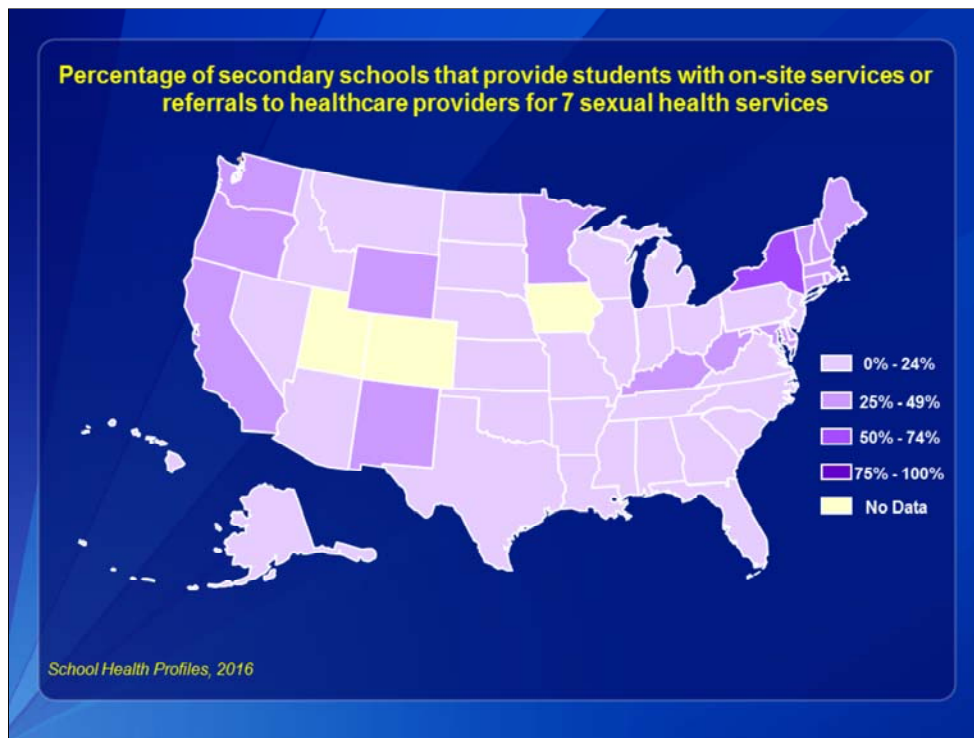 Percentage of secondary schools that provide students with on-site services or
referrals to healthcare providers for 7 sexual health services
0% - 24%
25% - 49%
50% - 74%
75% - 100%
No Data
School Health Profiles, 2016